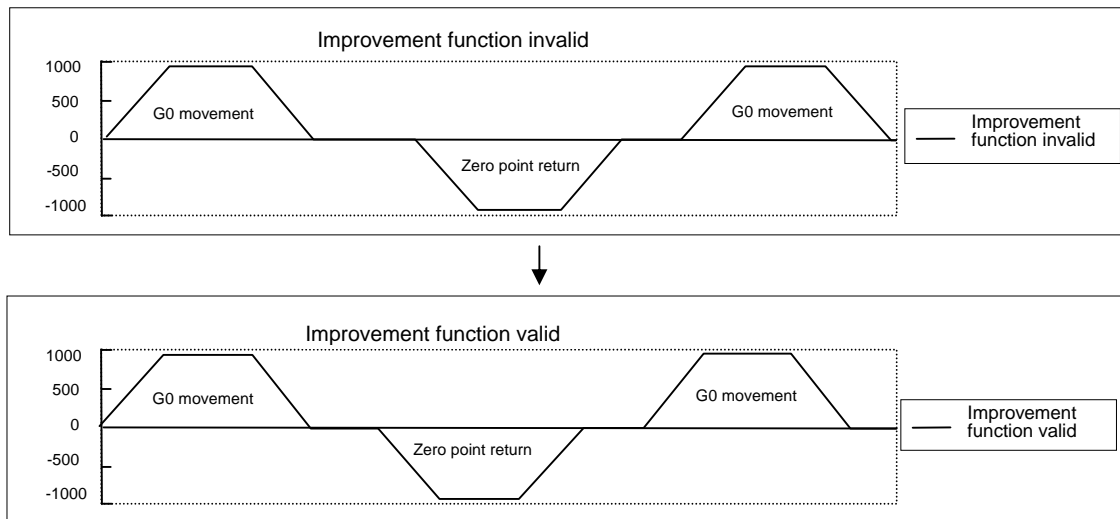 Improvement function invalid
1000
500
0
-500
-1000
G0 movement
Zero point return
G0 movement
Improvement
function invalid
Improvement function valid
1000
500
0
-500
-1000
G0 movement
Zero point return
G0 movement
Improvement
function valid